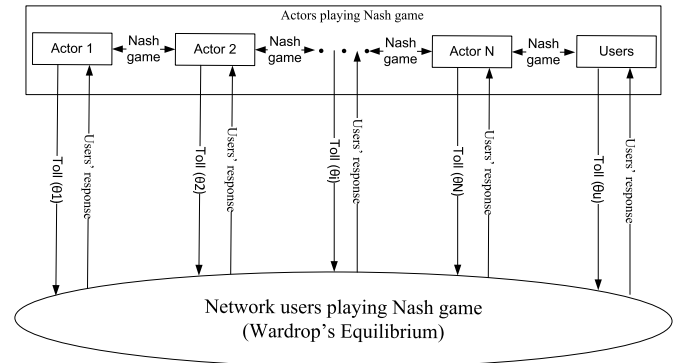 Actors playing Nash game
Actor 1
Nash
game
Actor 2
Nash
game
. . .
Nash
game
Actor N
Nash
game
Users
Toll (θ1)
Users' response
Toll (θ2)
Users' response
Toll (θi)
Users' response
Toll (θN)
Users' response
Toll (θu)
Users' response
Network users playing Nash game
(Wardrop's Equilibrium)